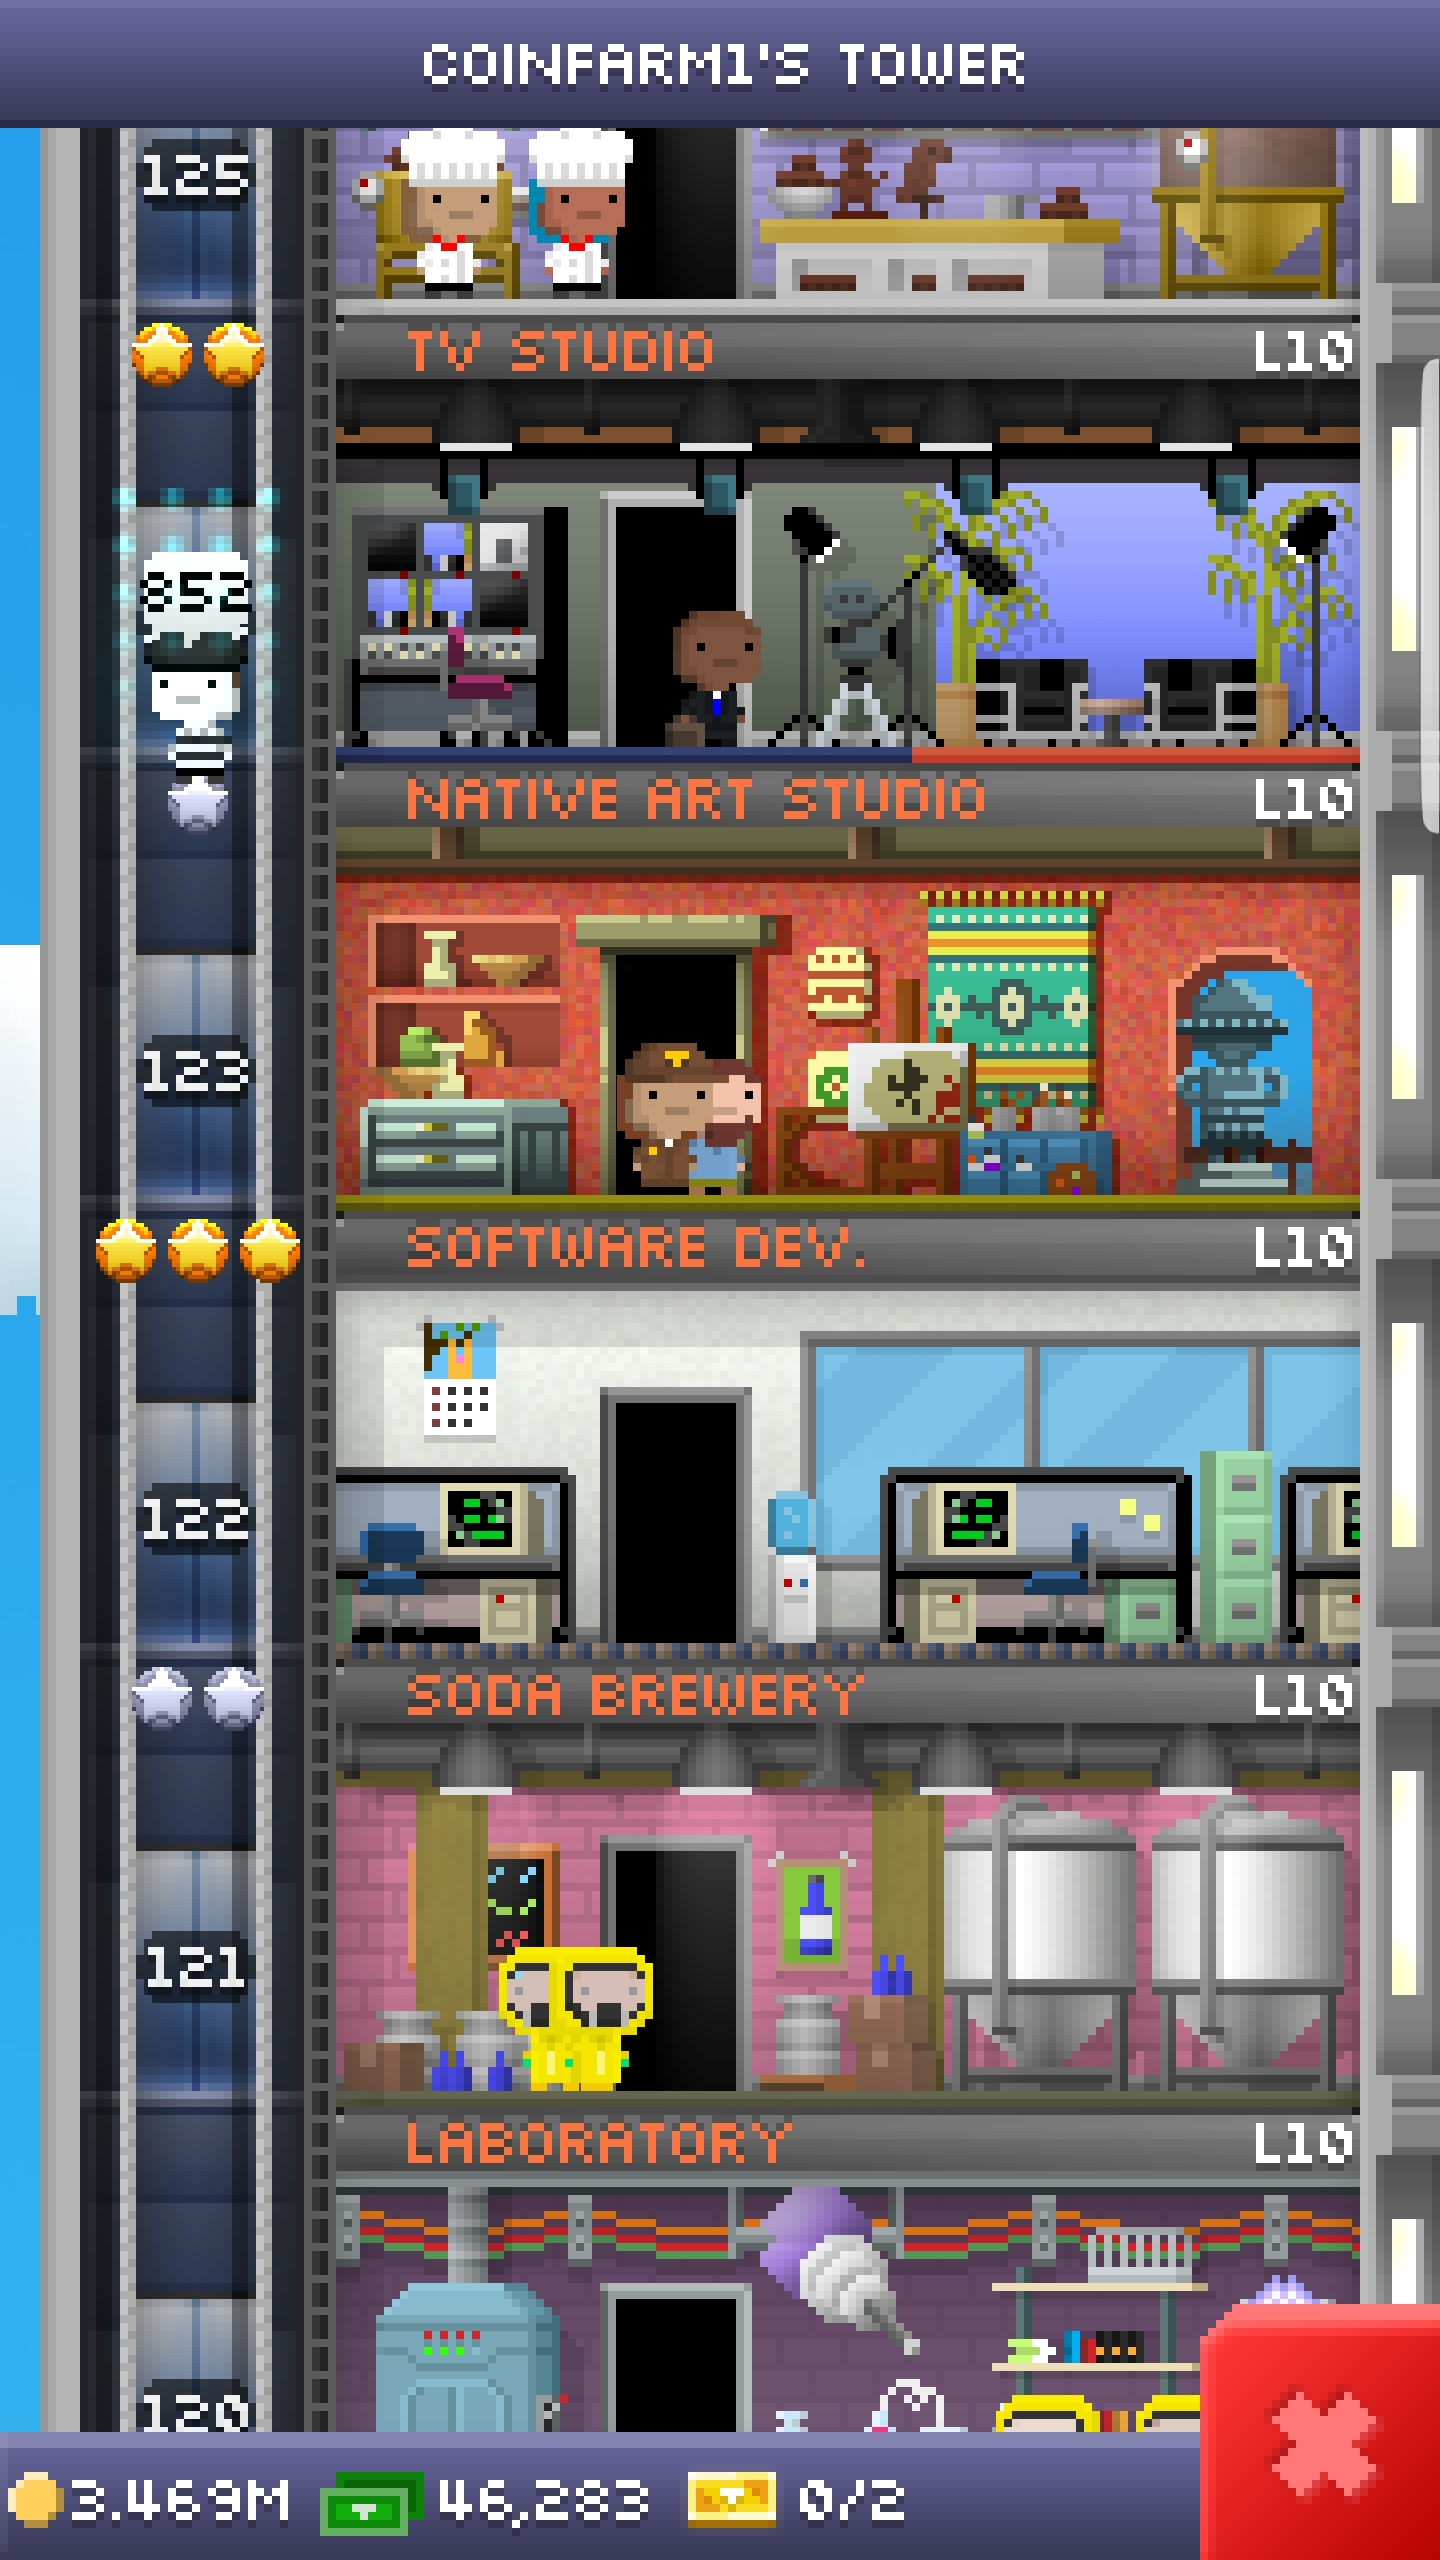 COINFARM1'S TOWER
125
TV STUDIO L10
852
NATIVE ART STUDIO L10
123
SOFTWARE DEV. L10
122
SODA BREWERY L10
121
LABORATORY L10
120
3.469M 46,283 0/2